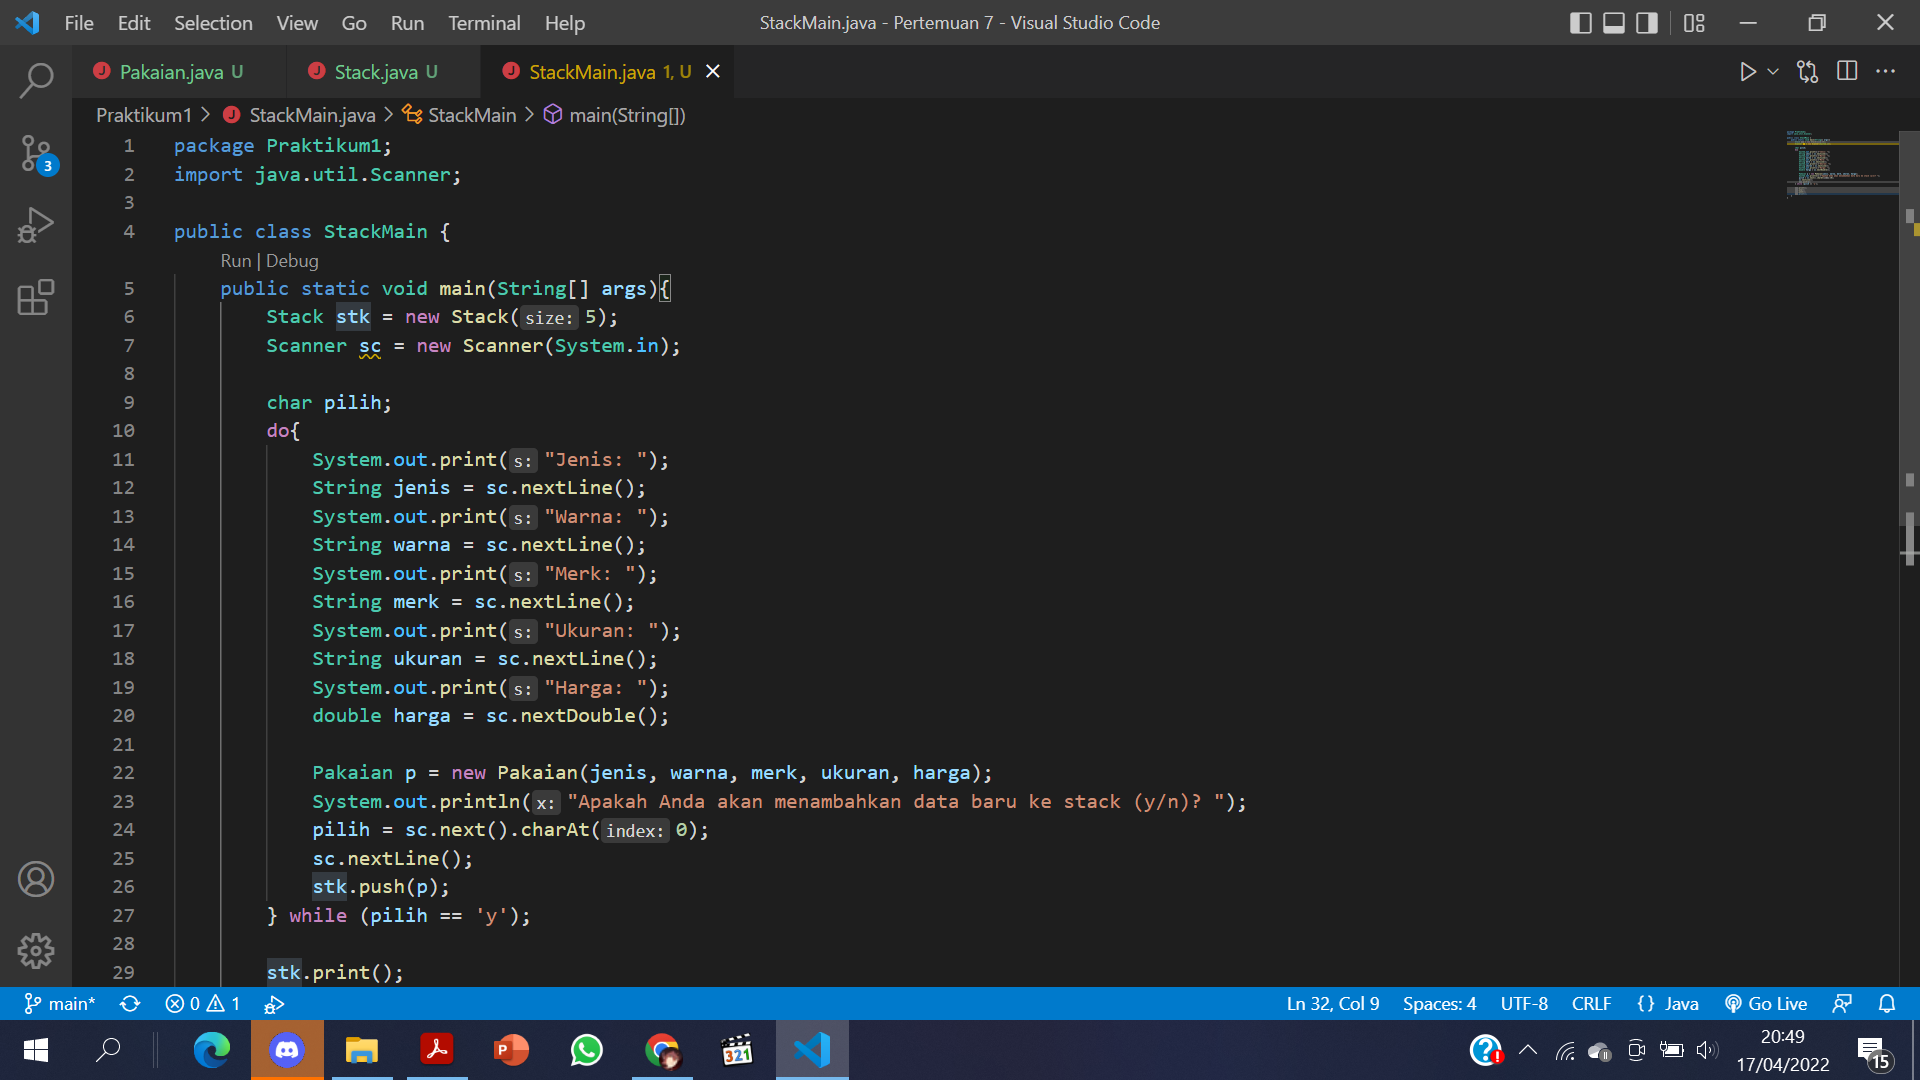 File Edit Selection View Go Run Terminal Help StackMain.java - Pertemuan 7 - Visual Studio Code
Pakaian.java U Stack.java U StackMain.java 1, U
Praktikum1 > StackMain.java > StackMain > main(String[])
1 package Praktikum1;
2 import java.util.Scanner;
3
4 public class StackMain {
Run | Debug
5 public static void main(String[] args){
6 Stack stk = new Stack(size: 5);
7 Scanner sc = new Scanner(System.in);
8
9 char pilih;
10 do{
11 System.out.print(s: "Jenis: ");
12 String jenis = sc.nextLine();
13 System.out.print(s: "Warna: ");
14 String warna = sc.nextLine();
15 System.out.print(s: "Merk: ");
16 String merk = sc.nextLine();
17 System.out.print(s: "Ukuran: ");
18 String ukuran = sc.nextLine();
19 System.out.print(s: "Harga: ");
20 double harga = sc.nextDouble();
21
22 Pakaian p = new Pakaian(jenis, warna, merk, ukuran, harga);
23 System.out.println(x: "Apakah Anda akan menambahkan data baru ke stack (y/n)? ");
24 pilih = sc.next().charAt(index: 0);
25 sc.nextLine();
26 stk.push(p);
27 } while (pilih == 'y');
28
29 stk.print();
3
main* 0 1 Ln 32, Col 9 Spaces: 4 UTF-8 CRLF {} Java Go Live
321
20:49
17/04/2022
15